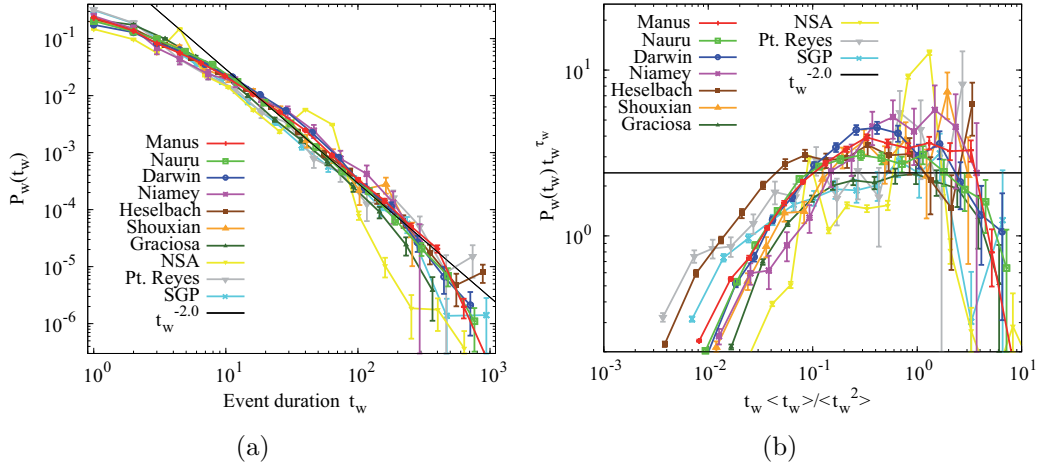 10^-1
10^-2
10^-3
10^-4
10^-5
10^-6
P_w(t_w)
Manus
Nauru
Darwin
Niamey
Heselbach
Shouxian
Graciosa
NSA
Pt. Reyes
SGP
t_w^-2.0
10^0 10^1 10^2 10^3
Event duration t_w
(a)
10^1
10^0
P_w(t_w) t_w^τ_w
Manus
Nauru
Darwin
Niamey
Heselbach
Shouxian
Graciosa
NSA
Pt. Reyes
SGP
t_w^-2.0
10^-3 10^-2 10^-1 10^0 10^1
t_w <t_w>/<t_w^2>
(b)